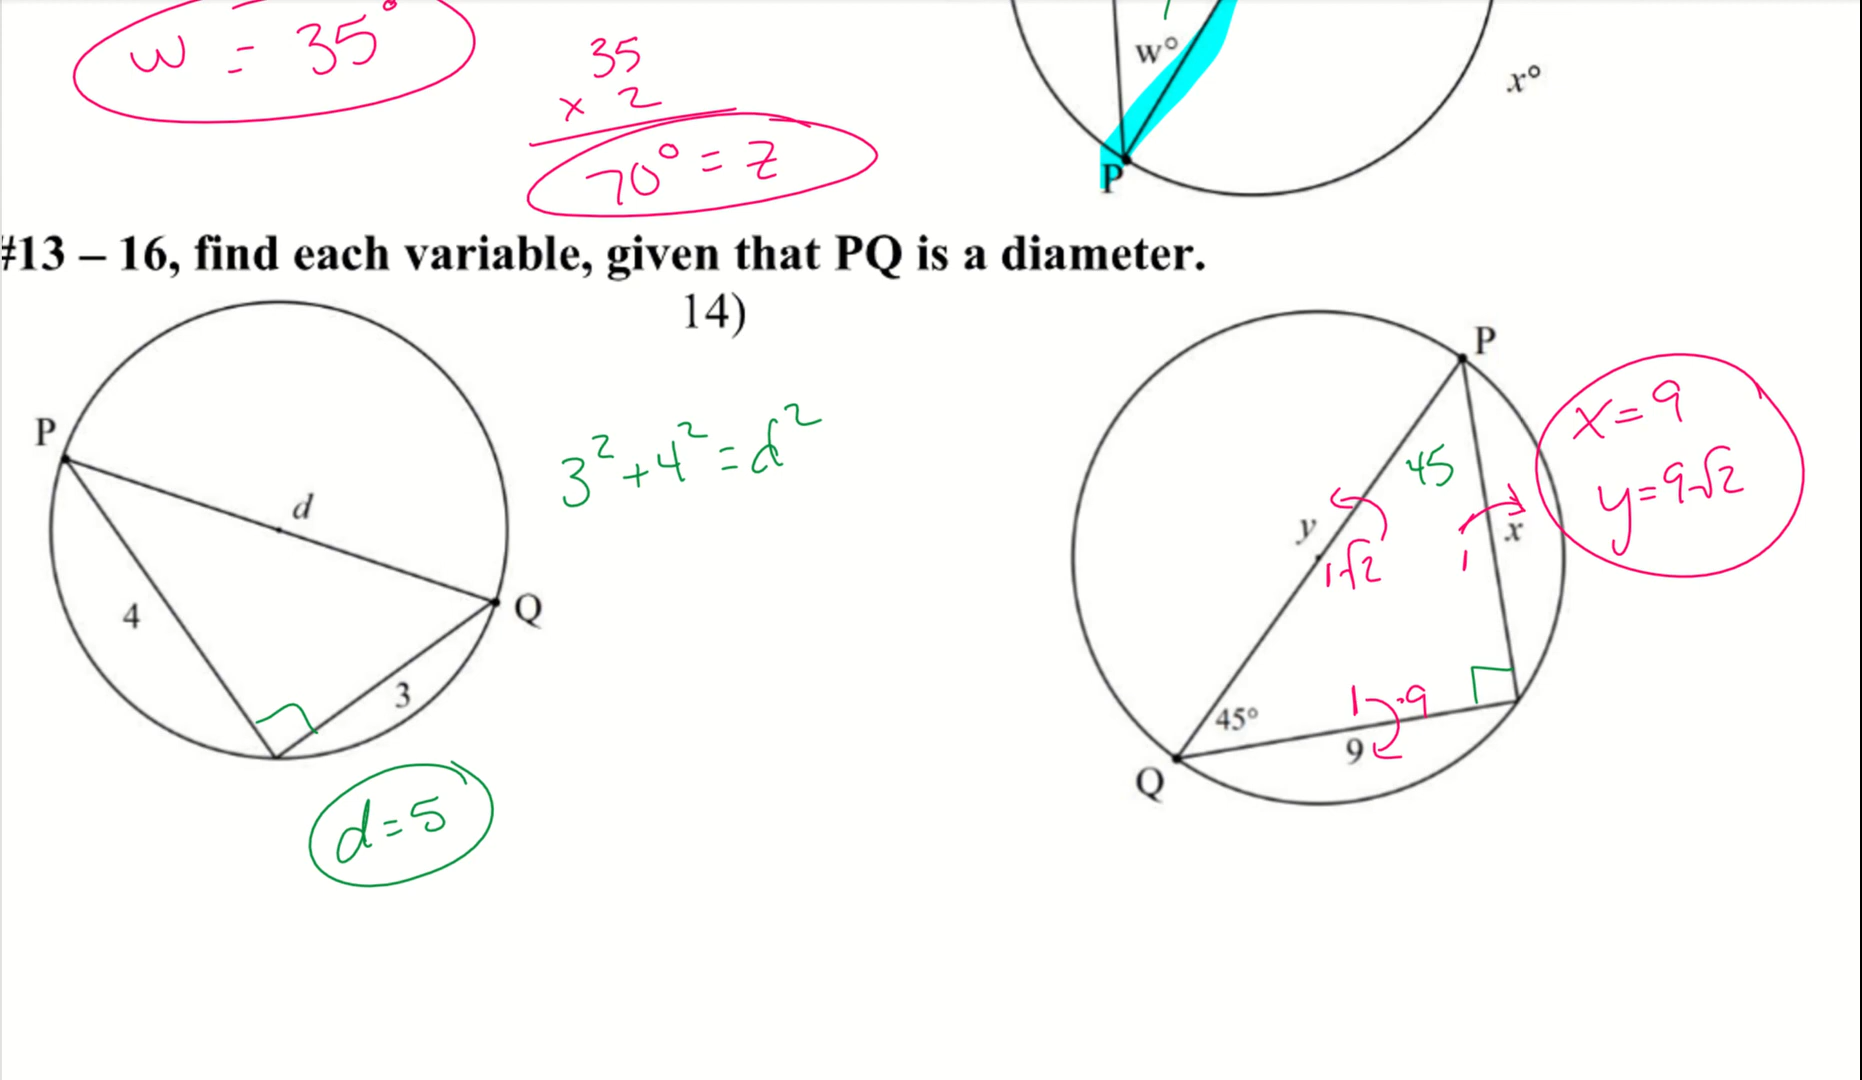 w = 35°
35
x 2
70° = z
w°
x°
P
#13 – 16, find each variable, given that PQ is a diameter.
14)
P
d
4
3
Q
3² + 4² = d²
d = 5
P
45
y
1√2
1
x
45°
1 ·9
9
Q
x = 9
y = 9√2